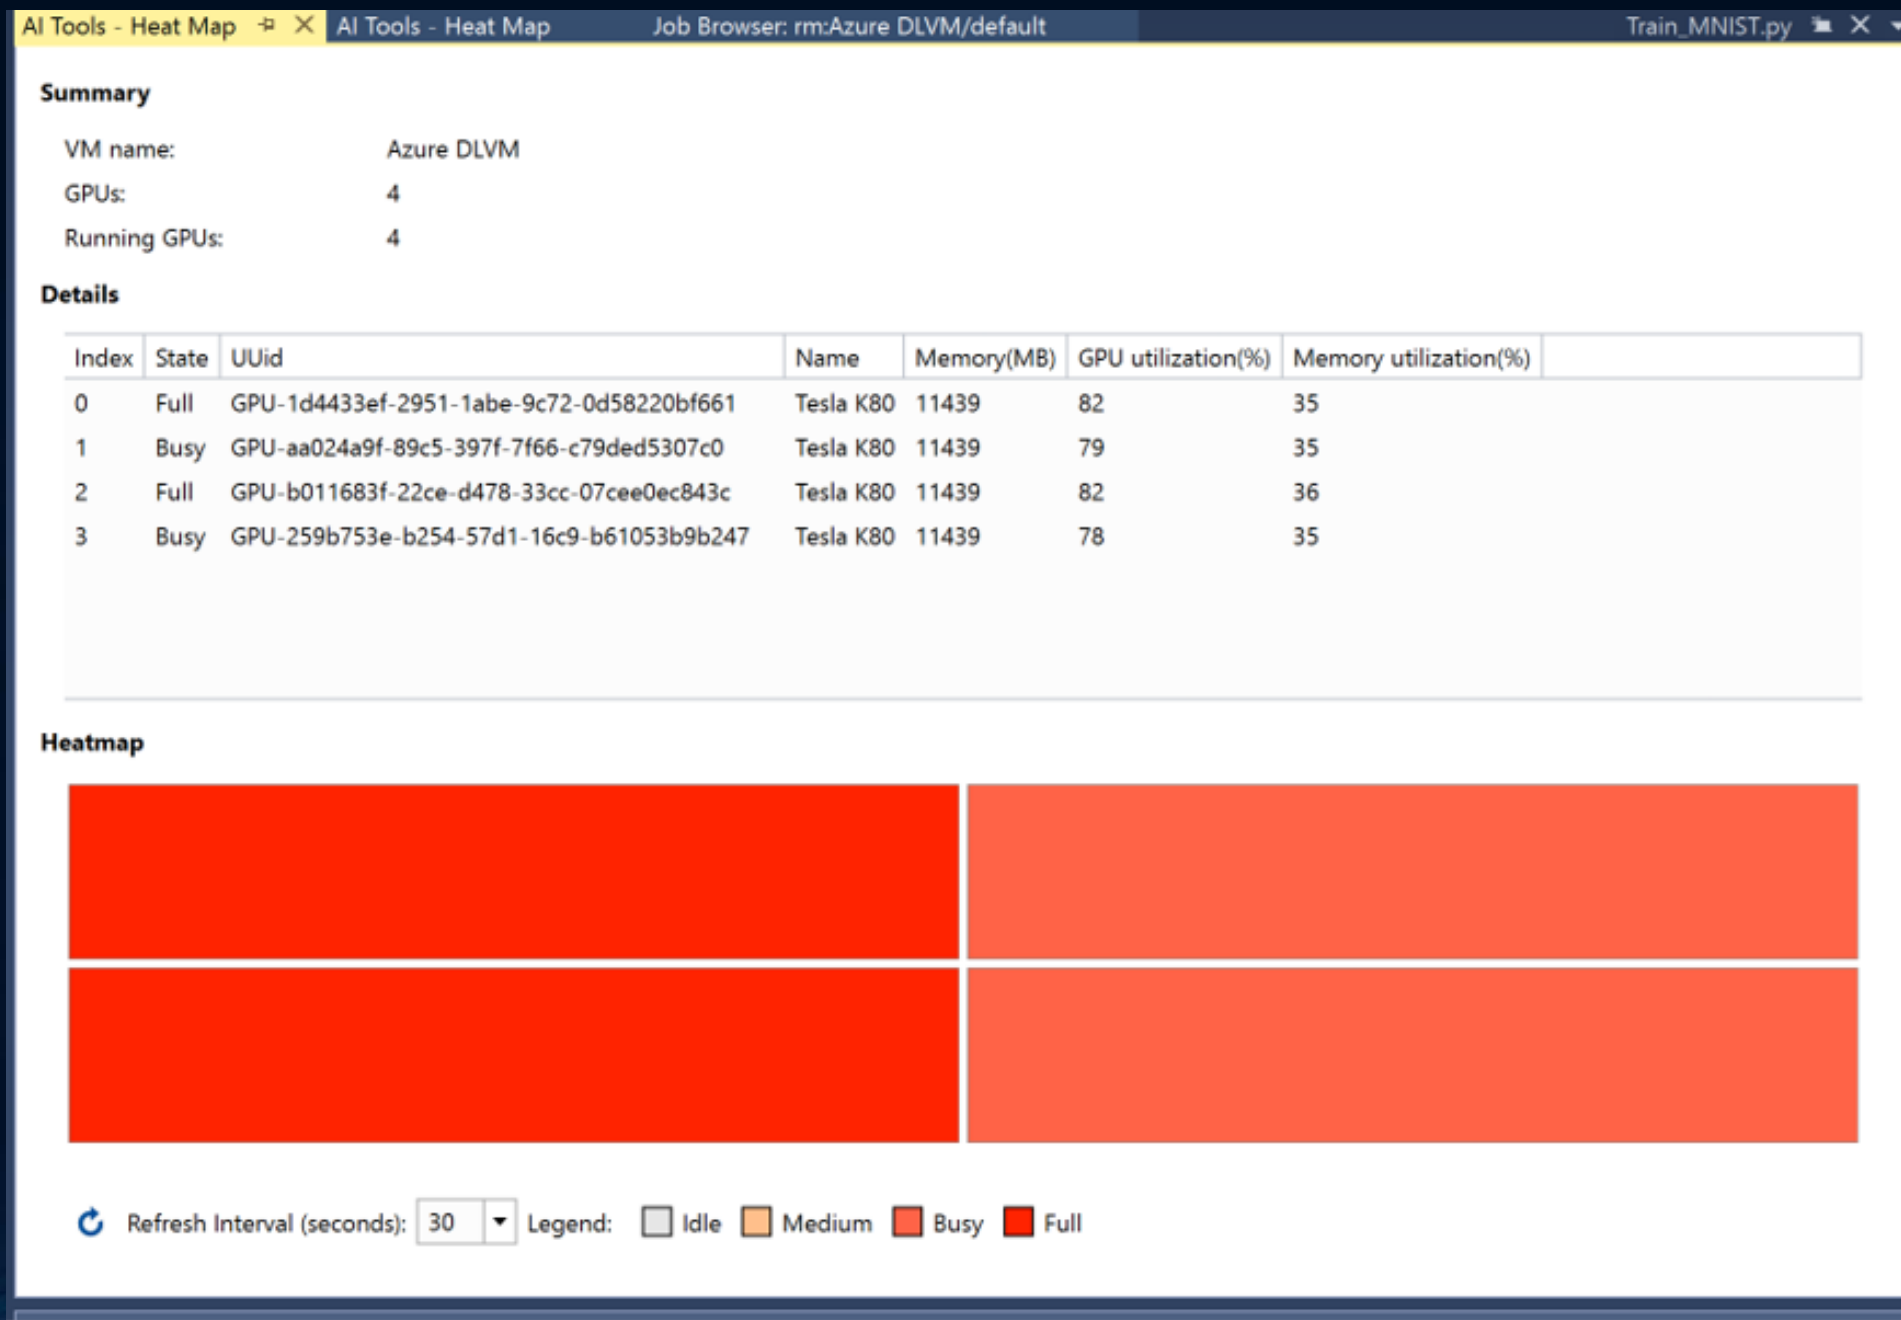 AI Tools - Heat Map AI Tools - Heat Map Job Browser: rm:Azure DLVM/default Train_MNIST.py
Summary
VM name: Azure DLVM
GPUs: 4
Running GPUs: 4
Details
Index State UUid Name Memory(MB) GPU utilization(%) Memory utilization(%)
0 Full GPU-1d4433ef-2951-1abe-9c72-0d58220bf661 Tesla K80 11439 82 35
1 Busy GPU-aa024a9f-89c5-397f-7f66-c79ded5307c0 Tesla K80 11439 79 35
2 Full GPU-b011683f-22ce-d478-33cc-07cee0ec843c Tesla K80 11439 82 36
3 Busy GPU-259b753e-b254-57d1-16c9-b61053b9b247 Tesla K80 11439 78 35
Heatmap
Refresh Interval (seconds): 30 Legend: Idle Medium Busy Full